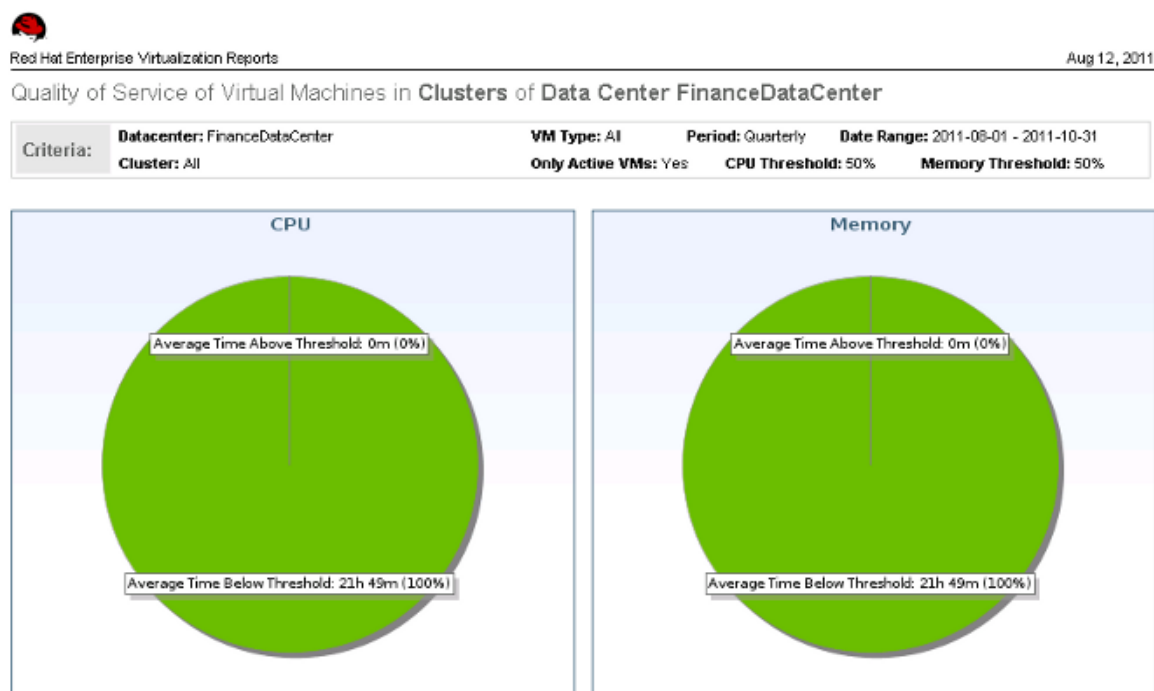 Red Hat Enterprise Virtualization Reports Aug 12, 2011
Quality of Service of Virtual Machines in Clusters of Data Center FinanceDataCenter
Criteria:
Datacenter: FinanceDataCenter VM Type: All Period: Quarterly Date Range: 2011-08-01 - 2011-10-31
Cluster: All Only Active VMs: Yes CPU Threshold: 50% Memory Threshold: 50%
CPU
Average Time Above Threshold: 0m (0%)
Average Time Below Threshold: 21h 49m (100%)
Memory
Average Time Above Threshold: 0m (0%)
Average Time Below Threshold: 21h 49m (100%)